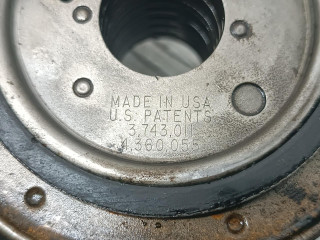 MADE IN USA
U.S. PATENTS
3,743,011
4,360,055